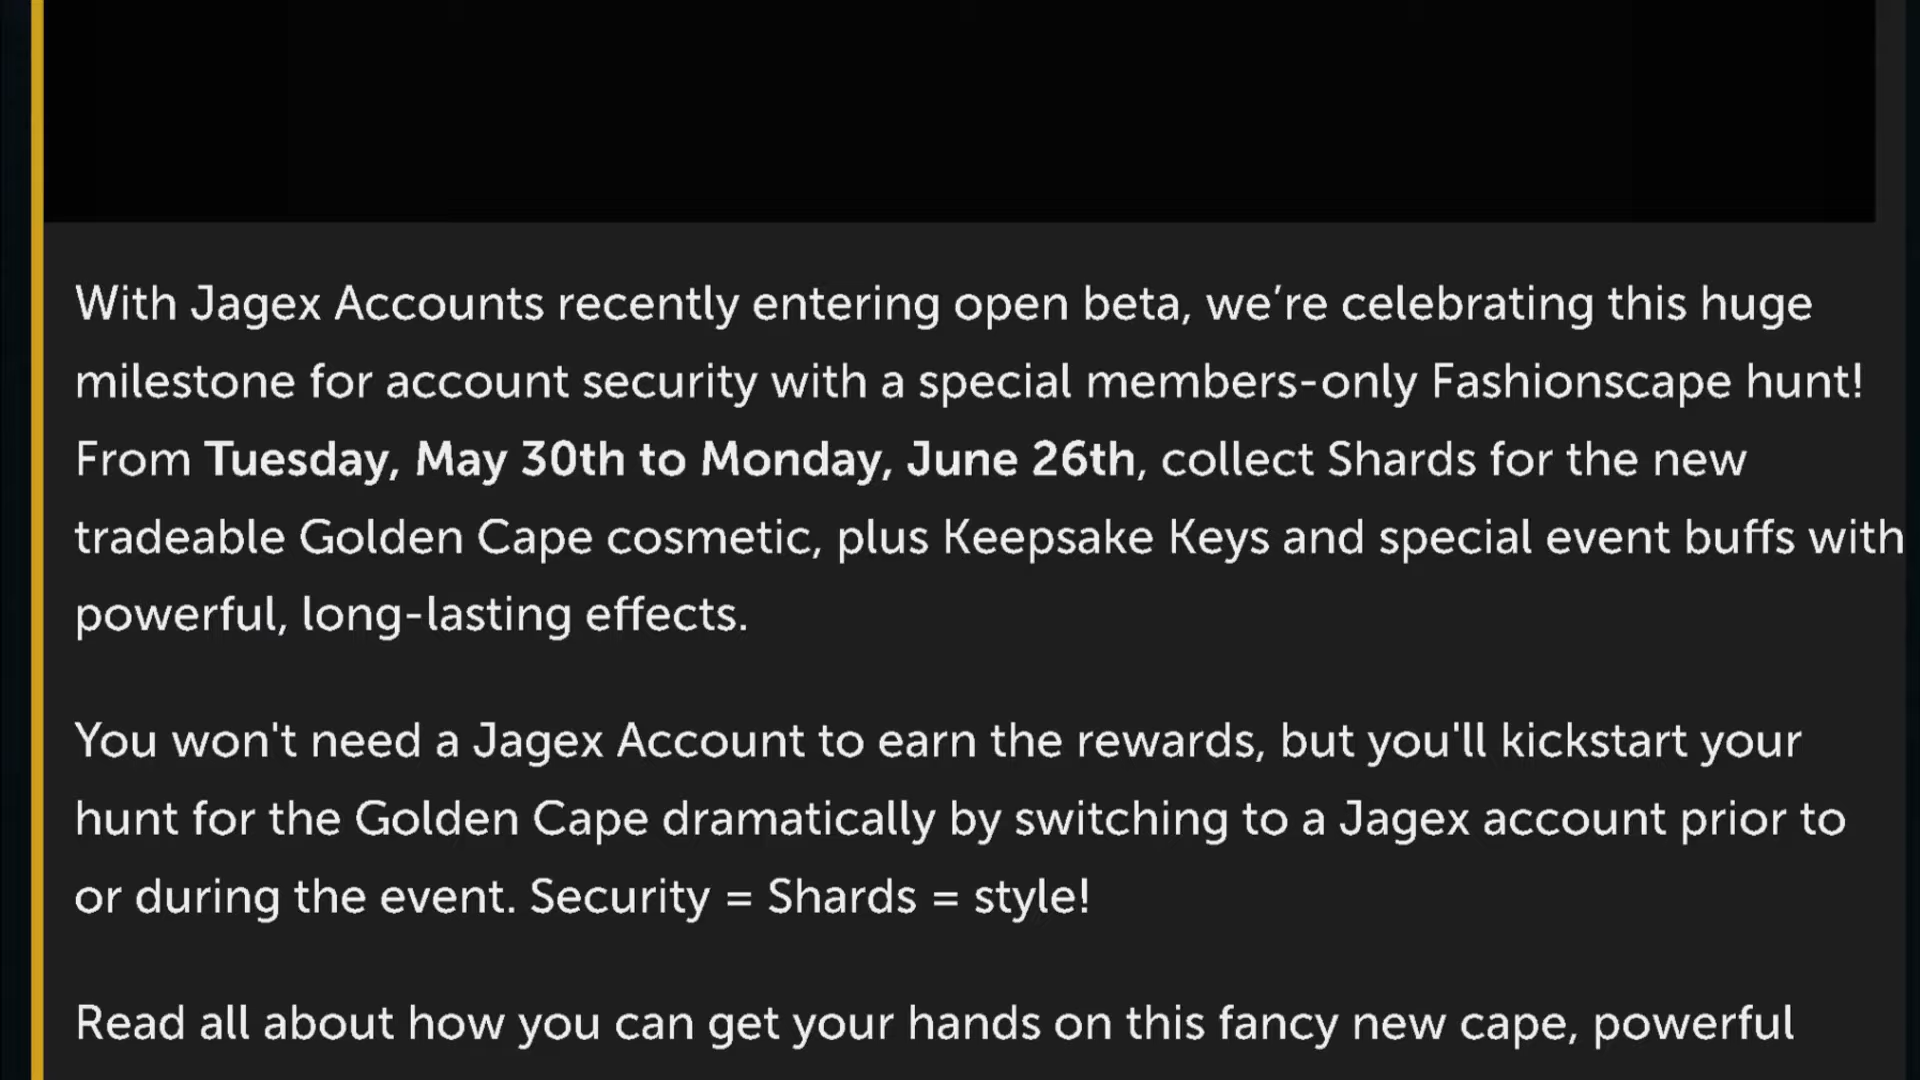 With Jagex Accounts recently entering open beta, we’re celebrating this huge
milestone for account security with a special members-only Fashionscape hunt!
From Tuesday, May 30th to Monday, June 26th, collect Shards for the new
tradeable Golden Cape cosmetic, plus Keepsake Keys and special event buffs with
powerful, long-lasting effects.
You won't need a Jagex Account to earn the rewards, but you'll kickstart your
hunt for the Golden Cape dramatically by switching to a Jagex account prior to
or during the event. Security = Shards = style!
Read all about how you can get your hands on this fancy new cape, powerful